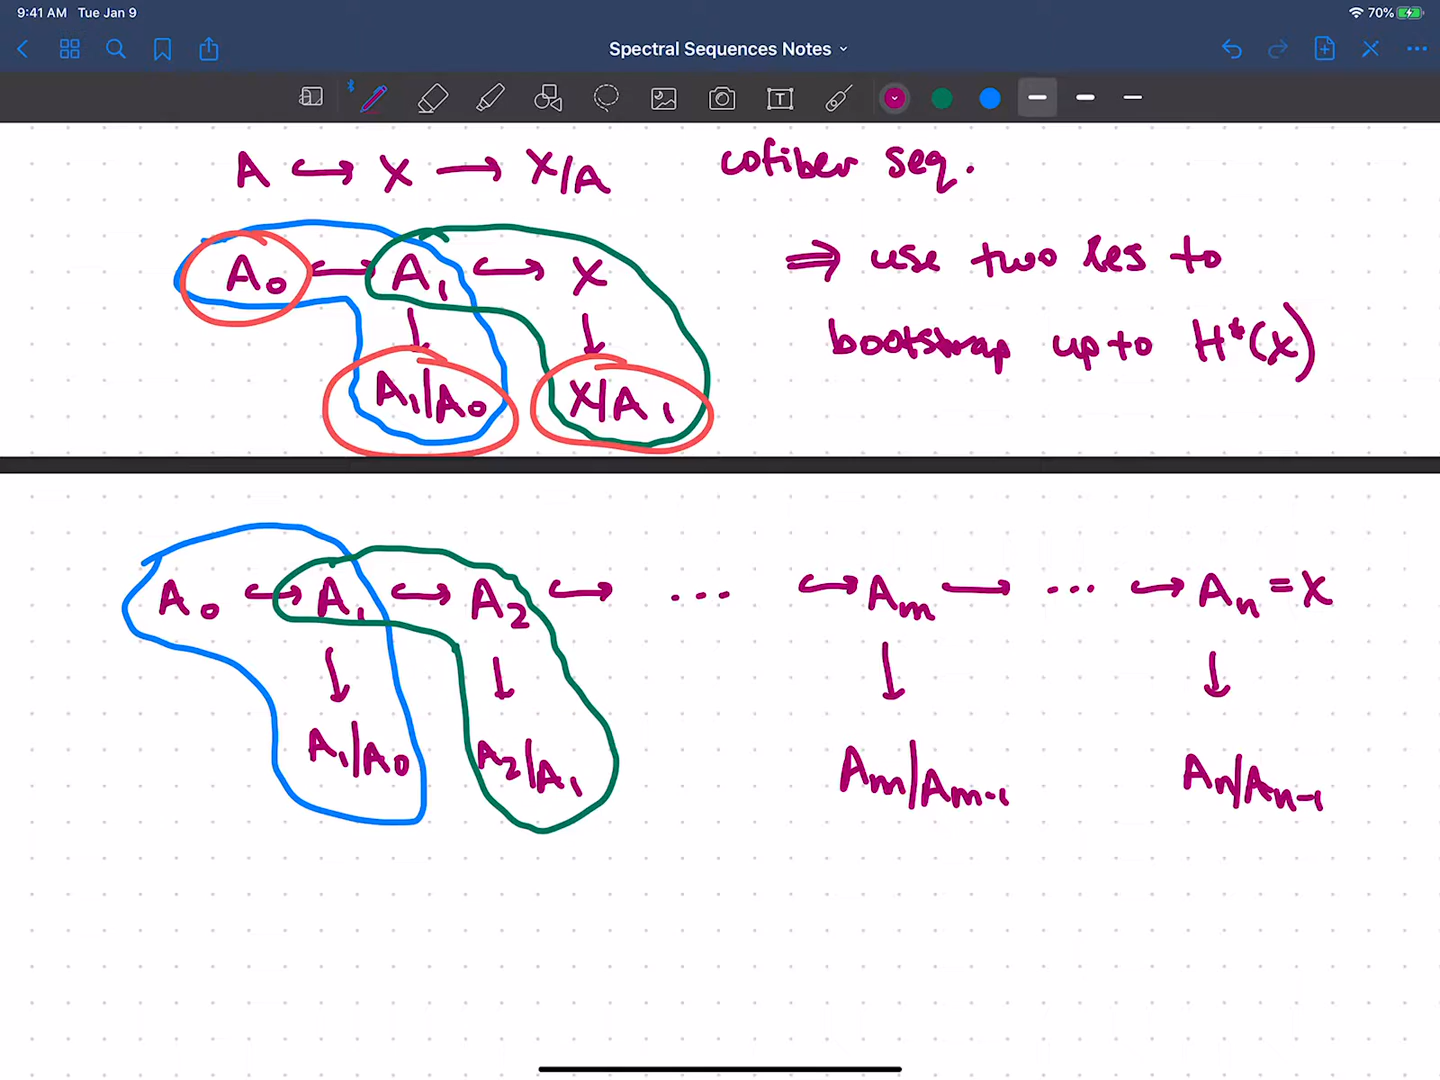 9:41 AM Tue Jan 9
70%
Spectral Sequences Notes
T
A ↪ X → X/A cofiber seq.
A₀ ↪ A₁ ↪ X ⇒ use two les to
↓ ↓ bootstrap up to H*(X)
A₁/A₀ X/A₁
A₀ ↪ A₁ ↪ A₂ ↪ ... ↪ Aₘ → ... ↪ Aₙ = X
↓ ↓ ↓ ↓
A₁/A₀ A₂/A₁ Aₘ/Aₘ₋₁ Aₙ/Aₙ₋₁